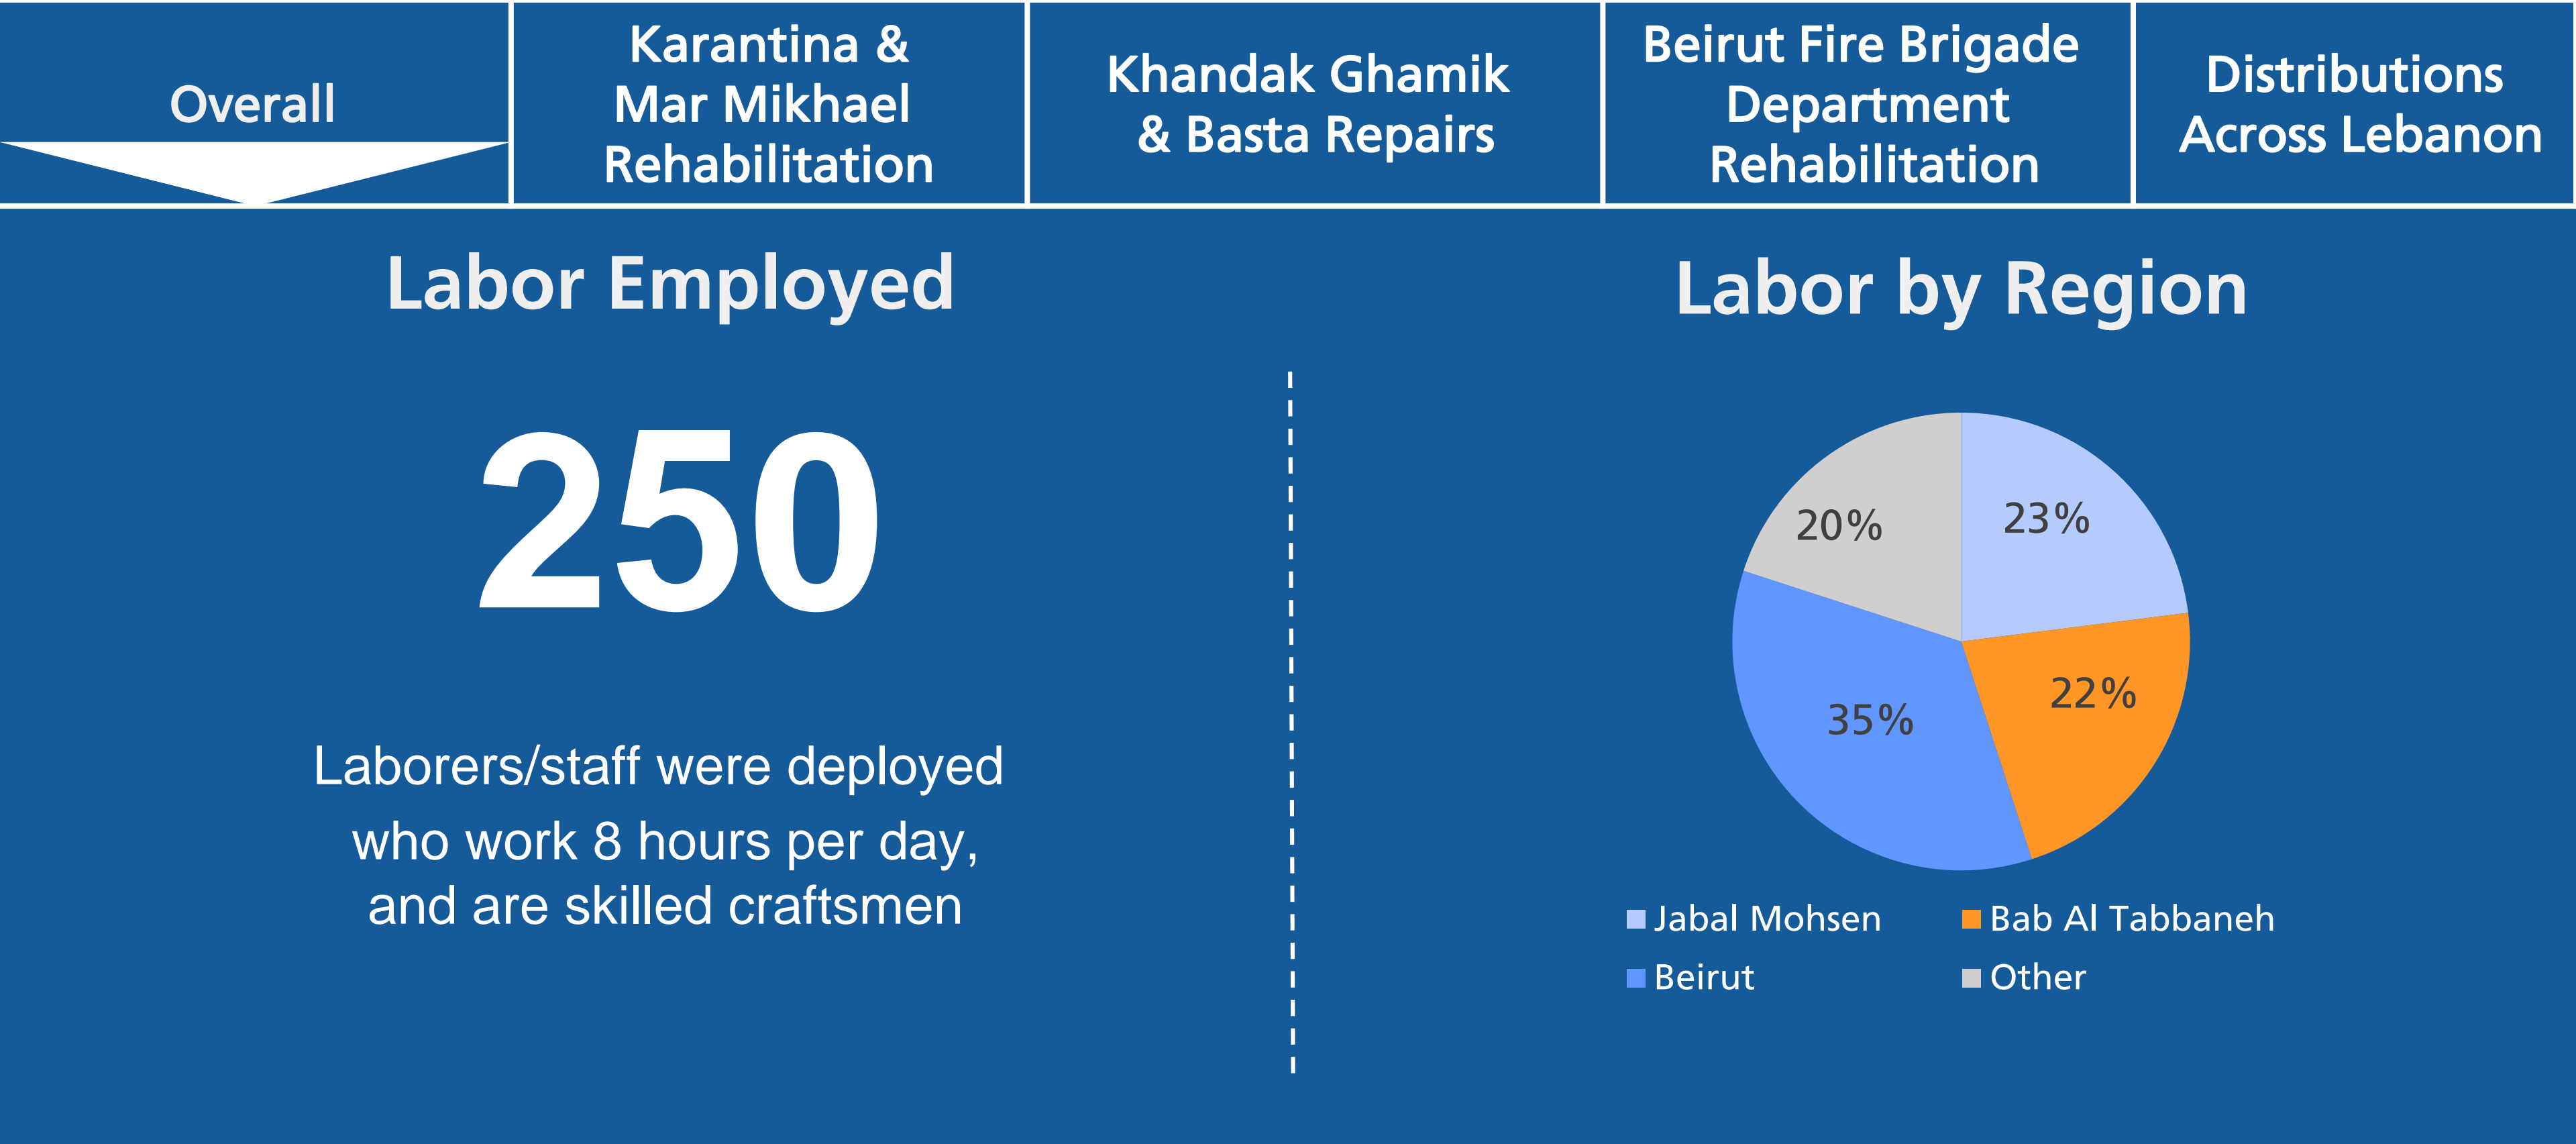 Overall
Karantina &
Mar Mikhael
Rehabilitation
Khandak Ghamik
& Basta Repairs
Beirut Fire Brigade
Department
Rehabilitation
Distributions
Across Lebanon
Labor Employed
250
Laborers/staff were deployed
who work 8 hours per day,
and are skilled craftsmen
Labor by Region
20%
23%
22%
35%
Jabal Mohsen
Bab Al Tabbaneh
Beirut
Other